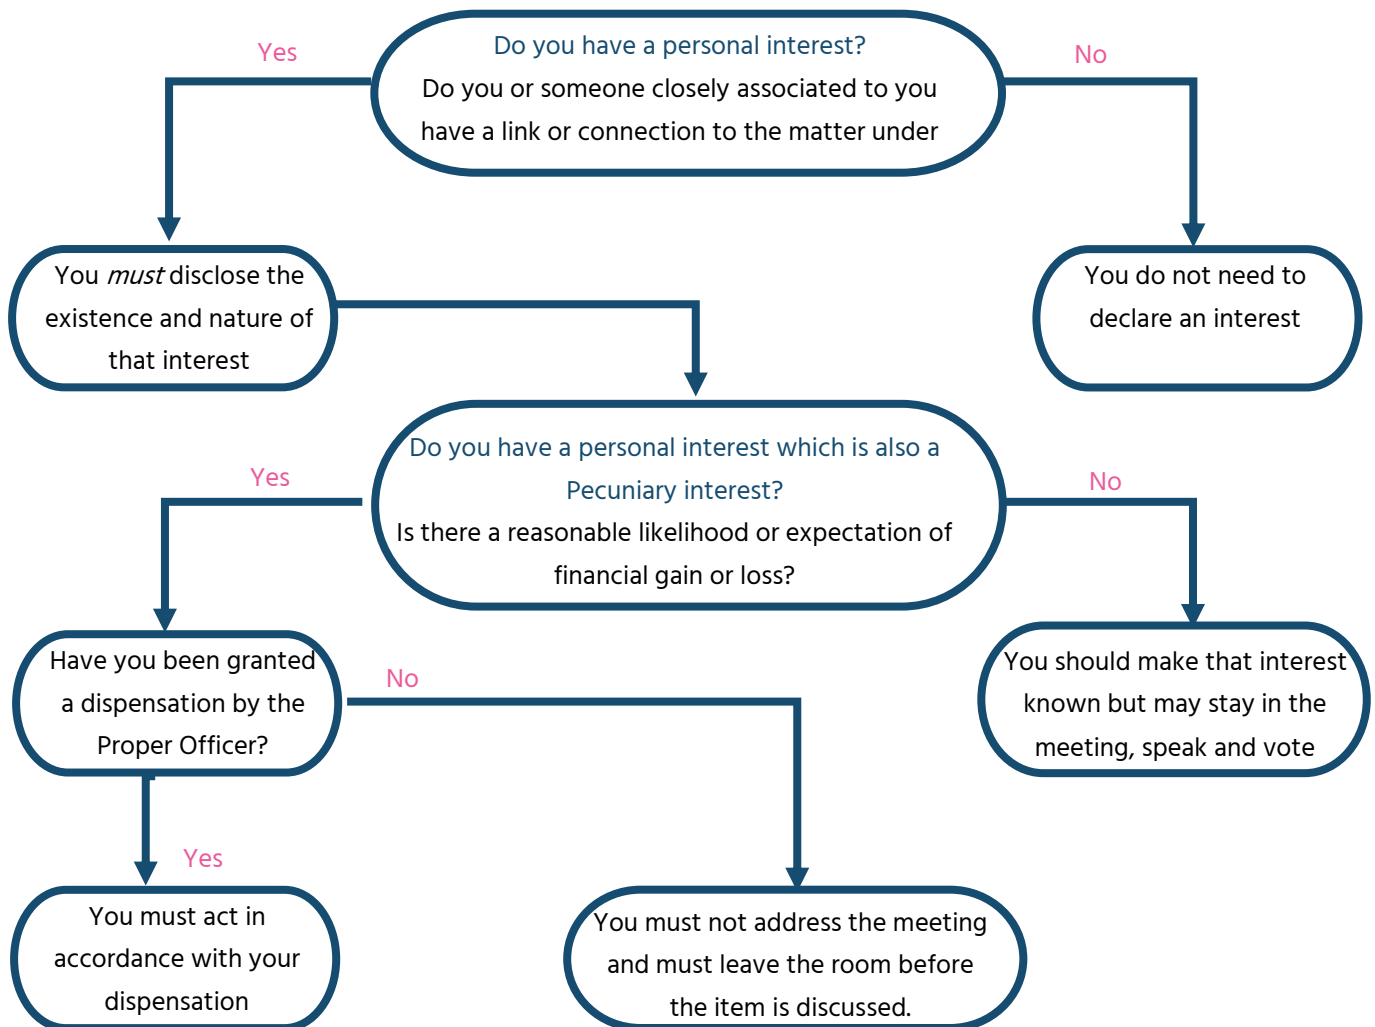 Do you have a personal interest?
Yes
No
Do you or someone closely associated to you
have a link or connection to the matter under
You must disclose the
existence and nature of
that interest
You do not need to
declare an interest
Do you have a personal interest which is also a
Pecuniary interest?
Yes
No
Is there a reasonable likelihood or expectation of
financial gain or loss?
Have you been granted
a dispensation by the
Proper Officer?
No
You should make that interest
known but may stay in the
meeting, speak and vote
Yes
You must act in
accordance with your
dispensation
You must not address the meeting
and must leave the room before
the item is discussed.